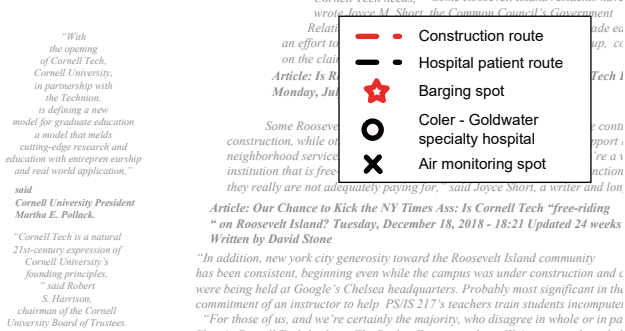 "With
the opening
of Cornell Tech,
Cornell University,
in partnership with
the Technion,
is defining a new
model for graduate education
a model that melds
cutting-edge research and
education with entrepren eurship
and real world application,"
said
Cornell University President
Martha E. Pollack.
"Cornell Tech is a natural
21st-century expression of
Cornell University's
founding principles,
" said Robert
S. Harrison,
chairman of the Cornell
University Board of Trustees.
wrote Joyce M. Short, the Common Council's Government
Relati
an effort to
on the clai
Article: Is R
Monday, Jul
Some Roosev
construction, while ot
neighborhood service
institution that is free-
they really are not adequately paying for," said Joyce Short, a writer and long
Article: Our Chance to Kick the NY Times Ass: Is Cornell Tech "free-riding
" on Roosevelt Island? Tuesday, December 18, 2018 - 18:21 Updated 24 weeks
Written by David Stone
"In addition, new york city generosity toward the Roosevelt Island community
has been consistent, beginning even while the campus was under construction and c
were being held at Google's Chelsea headquarters. Probably most significant in the
commitment of an instructor to help PS/IS 217's teachers train students incomputer
"For those of us, and we're certainly the majority, who disagree in whole or in pa
Construction route
Hospital patient route
Barging spot
Coler - Goldwater
specialty hospital
Air monitoring spot